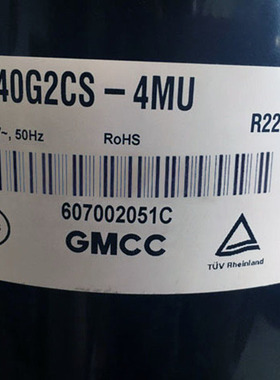 40G2CS-4MU
~, 50Hz
RoHS
R22
607002051C
GMCC
TÜV Rheinland